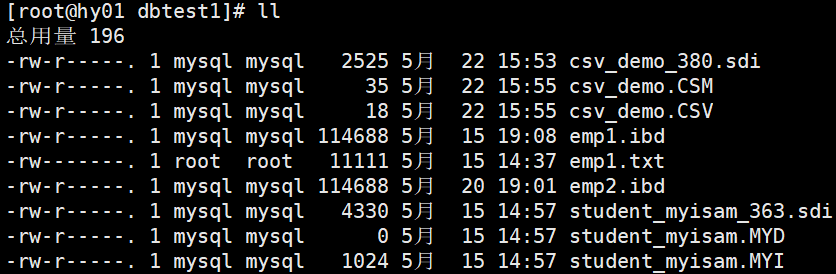 [root@hy01 dbtest1]# ll
总用量 196
-rw-r-----. 1 mysql mysql   2525 5月  22 15:53 csv_demo_380.sdi
-rw-r-----. 1 mysql mysql     35 5月  22 15:55 csv_demo.CSM
-rw-r-----. 1 mysql mysql     18 5月  22 15:55 csv_demo.CSV
-rw-r-----. 1 mysql mysql 114688 5月  15 19:08 emp1.ibd
-rw-------. 1 root  root   11111 5月  15 14:37 emp1.txt
-rw-r-----. 1 mysql mysql 114688 5月  20 19:01 emp2.ibd
-rw-r-----. 1 mysql mysql   4330 5月  15 14:57 student_myisam_363.sdi
-rw-r-----. 1 mysql mysql      0 5月  15 14:57 student_myisam.MYD
-rw-r-----. 1 mysql mysql   1024 5月  15 14:57 student_myisam.MYI